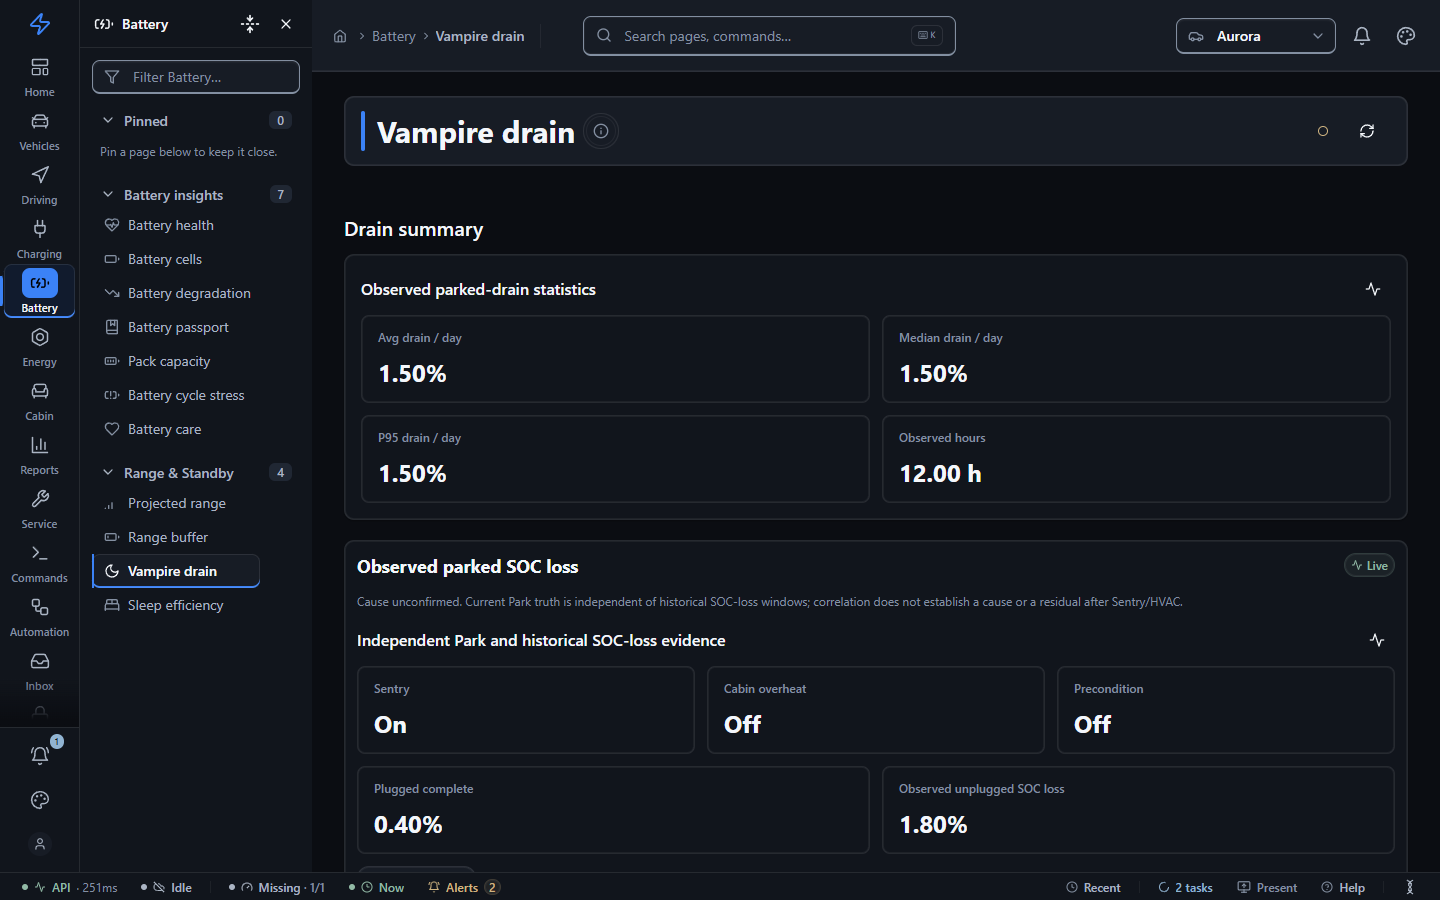 Battery
Battery > Vampire drain
Search pages, commands...
K
Aurora
Home
Vehicles
Driving
Charging
Battery
Energy
Cabin
Reports
Service
Commands
Automation
Inbox
1
Filter Battery...
Pinned 0
Pin a page below to keep it close.
Battery insights 7
Battery health
Battery cells
Battery degradation
Battery passport
Pack capacity
Battery cycle stress
Battery care
Range & Standby 4
Projected range
Range buffer
Vampire drain
Sleep efficiency
Vampire drain
Drain summary
Observed parked-drain statistics
Avg drain / day
1.50%
Median drain / day
1.50%
P95 drain / day
1.50%
Observed hours
12.00 h
Observed parked SOC loss
Live
Cause unconfirmed. Current Park truth is independent of historical SOC-loss windows; correlation does not establish a cause or a residual after Sentry/HVAC.
Independent Park and historical SOC-loss evidence
Sentry
On
Cabin overheat
Off
Precondition
Off
Plugged complete
0.40%
Observed unplugged SOC loss
1.80%
API · 251ms
Idle
Missing · 1/1
Now
Alerts 2
Recent
2 tasks
Present
Help